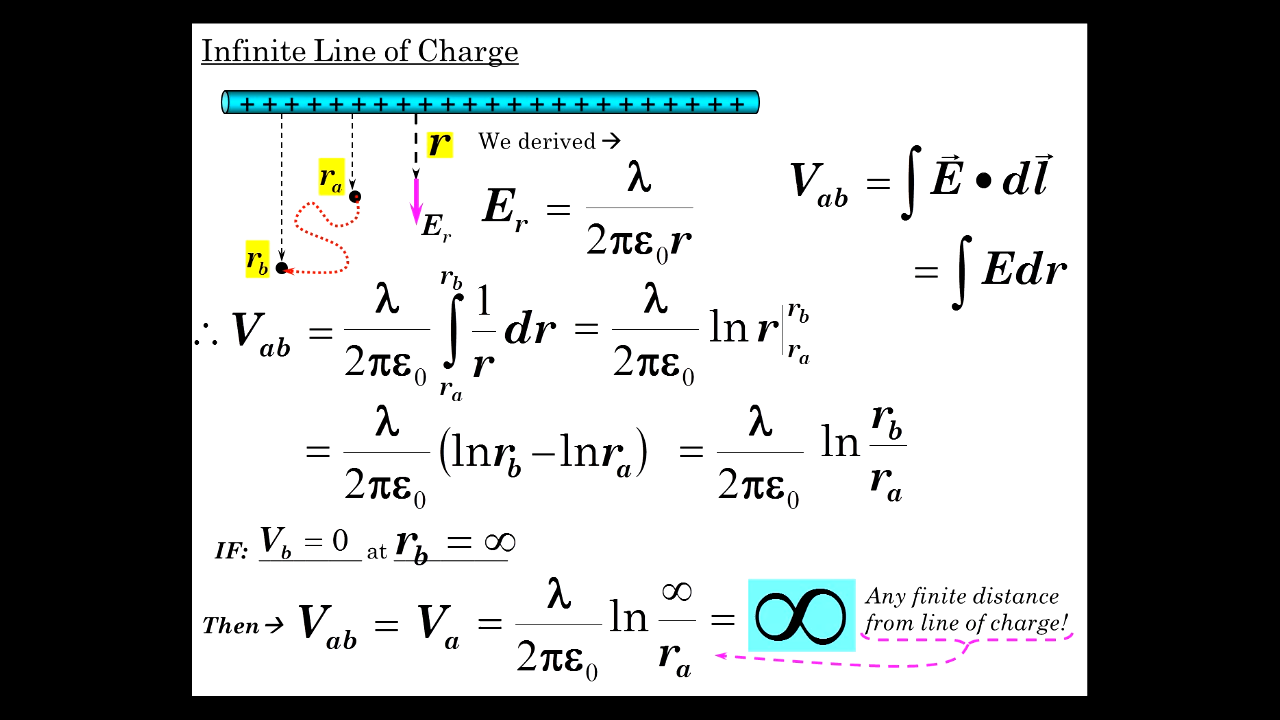 Infinite Line of Charge
+ + + + + + + + + + + + + + + + + + + + + + +
r We derived →
rₐ
E_r
r_b
E_r = λ / 2πε₀r
V_ab = ∫ E⃗ • dl⃗
= ∫ Edr
∴ V_ab = λ / 2πε₀ ∫_{r_a}^{r_b} 1/r dr = λ / 2πε₀ ln r |_{r_a}^{r_b}
= λ / 2πε₀ (ln r_b − ln r_a) = λ / 2πε₀ ln r_b / r_a
IF: V_b = 0 at r_b = ∞
Then → V_ab = V_a = λ / 2πε₀ ln ∞ / r_a = ∞
Any finite distance
from line of charge!